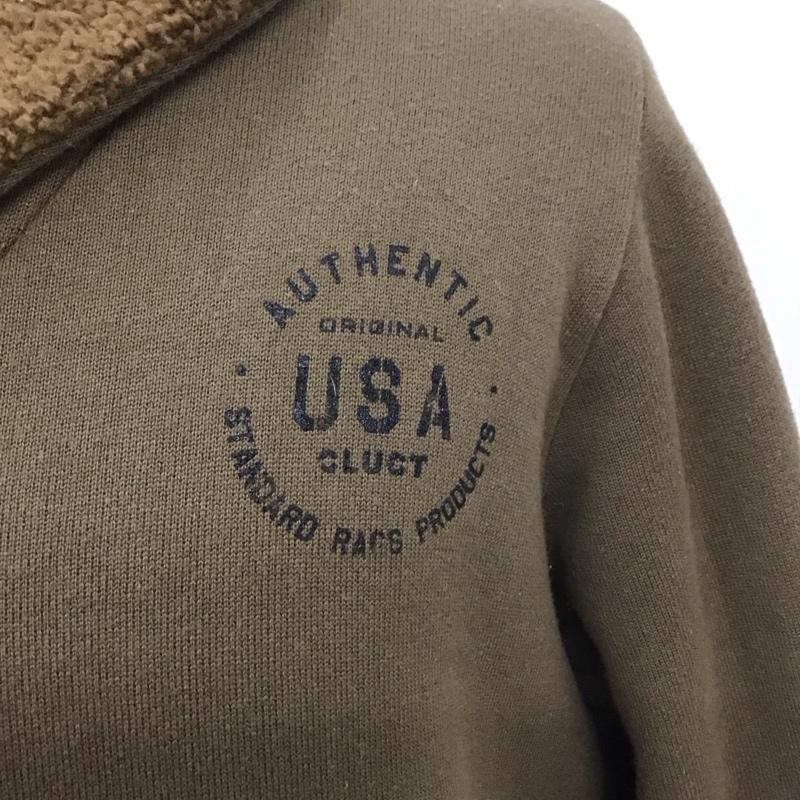 AUTHENTIC
ORIGINAL
USA
CLUCT
STANDARD RAGS PRODUCTS